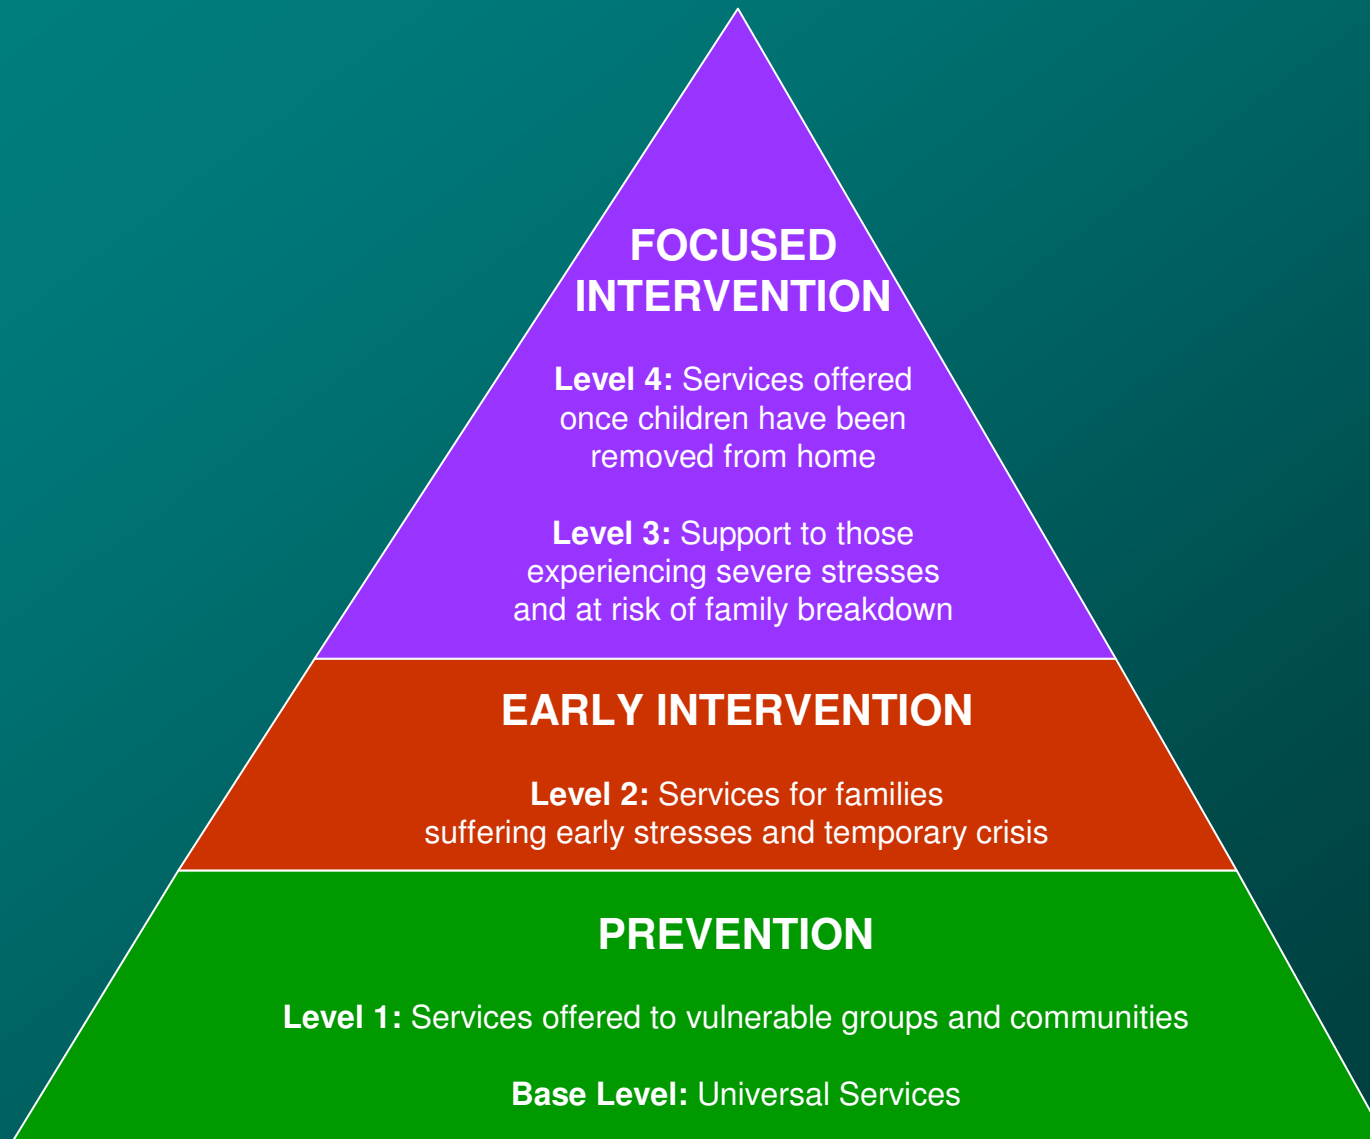 FOCUSED
INTERVENTION
Level 4: Services offered
once children have been
removed from home
Level 3: Support to those
experiencing severe stresses
and at risk of family breakdown
EARLY INTERVENTION
Level 2: Services for families
suffering early stresses and temporary crisis
PREVENTION
Level 1: Services offered to vulnerable groups and communities
Base Level: Universal Services